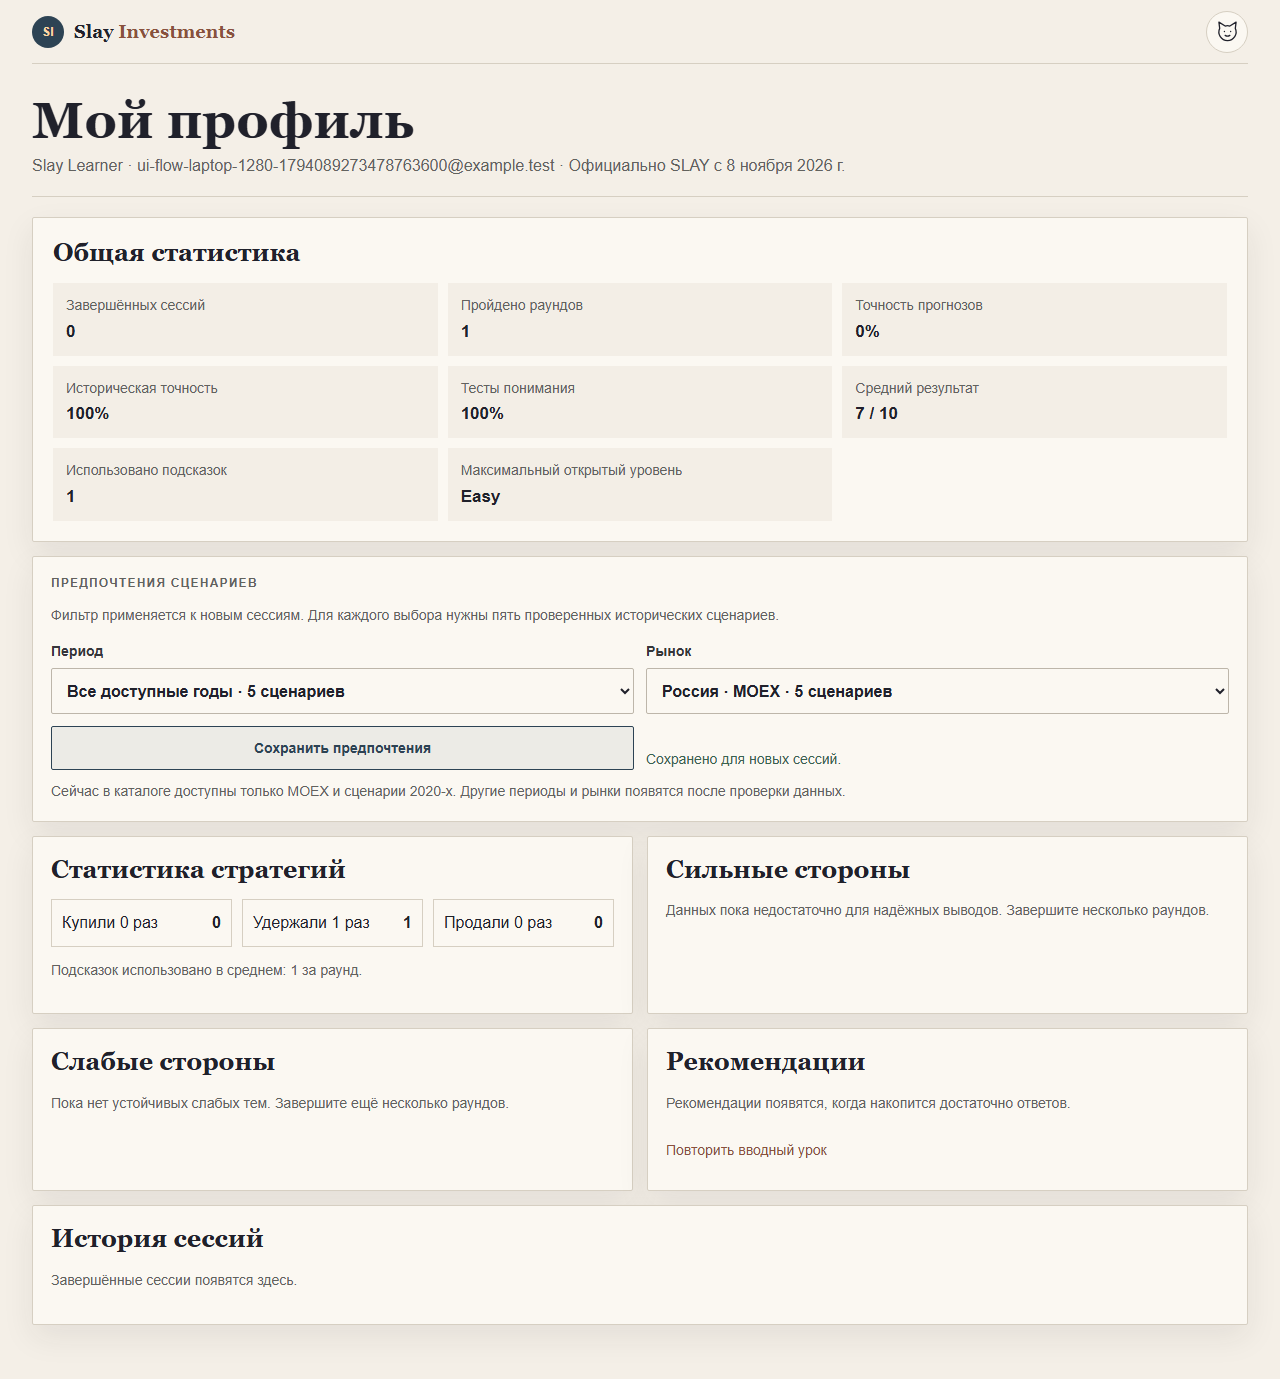 SI
Slay Investments
Мой профиль
Slay Learner · ui-flow-laptop-1280-1794089273478763600@example.test · Официально SLAY с 8 ноября 2026 г.
Общая статистика
Завершённых сессий
0
Пройдено раундов
1
Точность прогнозов
0%
Историческая точность
100%
Тесты понимания
100%
Средний результат
7 / 10
Использовано подсказок
1
Максимальный открытый уровень
Easy
ПРЕДПОЧТЕНИЯ СЦЕНАРИЕВ
Фильтр применяется к новым сессиям. Для каждого выбора нужны пять проверенных исторических сценариев.
Период
Все доступные годы · 5 сценариев
Рынок
Россия · MOEX · 5 сценариев
Сохранить предпочтения
Сохранено для новых сессий.
Сейчас в каталоге доступны только MOEX и сценарии 2020-х. Другие периоды и рынки появятся после проверки данных.
Статистика стратегий
Купили 0 раз 0
Удержали 1 раз 1
Продали 0 раз 0
Подсказок использовано в среднем: 1 за раунд.
Сильные стороны
Данных пока недостаточно для надёжных выводов. Завершите несколько раундов.
Слабые стороны
Пока нет устойчивых слабых тем. Завершите ещё несколько раундов.
Рекомендации
Рекомендации появятся, когда накопится достаточно ответов.
Повторить вводный урок
История сессий
Завершённые сессии появятся здесь.